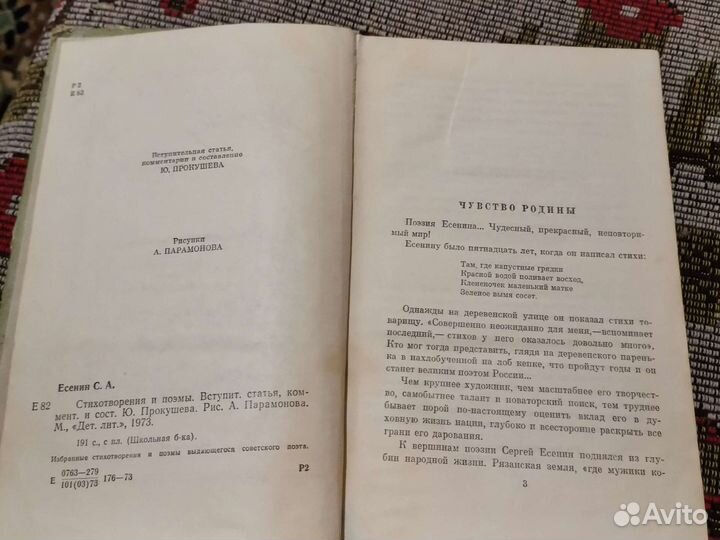 Р 2
Е 82
Вступительная статья,
комментарии и составление
Ю. ПРОКУШЕВА
Рисунки
А. ПАРАМОНОВА
Есенин С. А.
Е 82 Стихотворения и поэмы. Вступит. статья, ком-
мент. и сост. Ю. Прокушева. Рис. А. Парамонова.
М., «Дет. лит.», 1973.
191 с., с ил. (Школьная б-ка).
Избранные стихотворения и поэмы выдающегося советского поэта.
Е 0763—279
101(03)73 176—73
Р2
ЧУВСТВО РОДИНЫ
Поэзия Есенина... Чудесный, прекрасный, неповтори-
мый мир!
Есенину было пятнадцать лет, когда он написал стихи:
Там, где капустные грядки
Красной водой поливает восход,
Клененочек маленький матке
Зеленое вымя сосет.
Однажды на деревенской улице он показал стихи то-
варищу. «Совершенно неожиданно для меня,—вспоминает
последний,— стихов у него оказалось довольно много».
Кто мог тогда представить, глядя на деревенского парень-
ка в нахлобученной на лоб кепке, что пройдут годы и он
станет великим поэтом России...
Чем крупнее художник, чем масштабнее его творчест-
во, самобытнее талант и новаторский поиск, тем труднее
бывает порой по-настоящему оценить вклад его в ду-
ховную жизнь нации, глубоко и всесторонне раскрыть все
грани его дарования.
К вершинам поэзии Сергей Есенин поднялся из глу-
бин народной жизни. Рязанская земля, «где мужики ко-
3
Avito